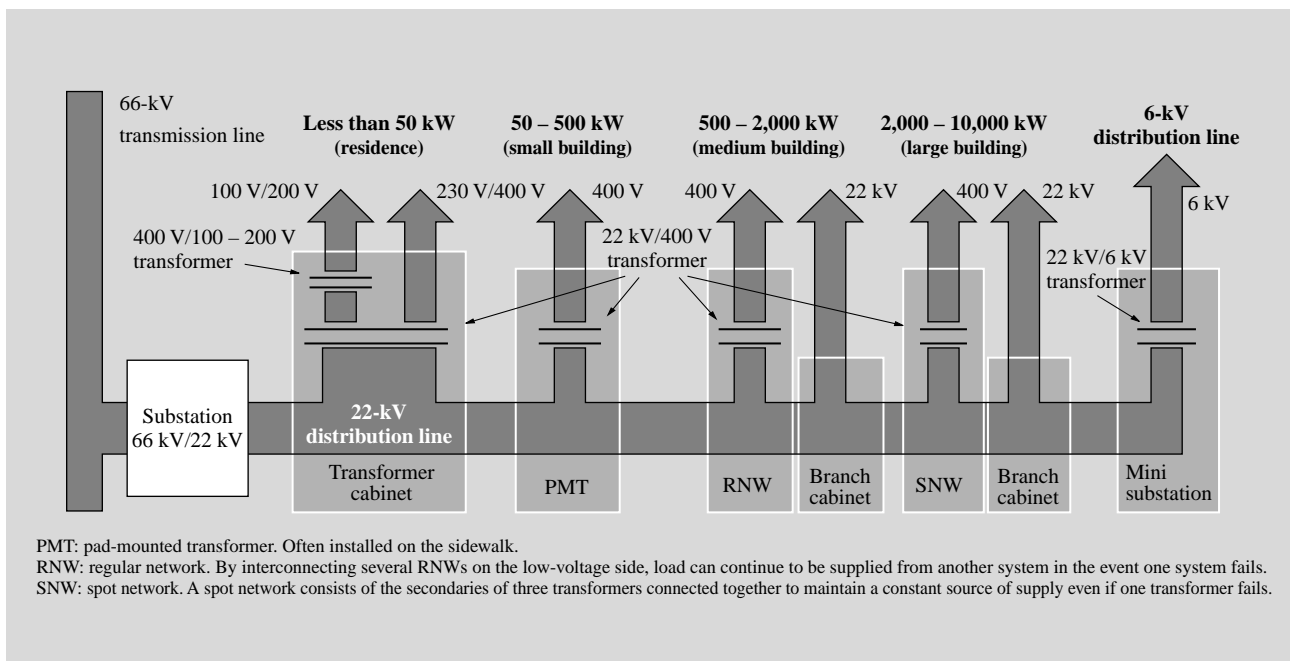 66-kV
transmission line
Less than 50 kW
(residence)
50 – 500 kW
(small building)
500 – 2,000 kW
(medium building)
2,000 – 10,000 kW
(large building)
6-kV
distribution line
100 V/200 V
230 V/400 V
400 V
400 V
22 kV
400 V
22 kV
6 kV
400 V/100 – 200 V
transformer
22 kV/400 V
transformer
22 kV/6 kV
transformer
Substation
66 kV/22 kV
22-kV
distribution line
Transformer
cabinet
PMT
RNW
Branch
cabinet
SNW
Branch
cabinet
Mini
substation
PMT: pad-mounted transformer. Often installed on the sidewalk.
RNW: regular network. By interconnecting several RNWs on the low-voltage side, load can continue to be supplied from another system in the event one system fails.
SNW: spot network. A spot network consists of the secondaries of three transformers connected together to maintain a constant source of supply even if one transformer fails.